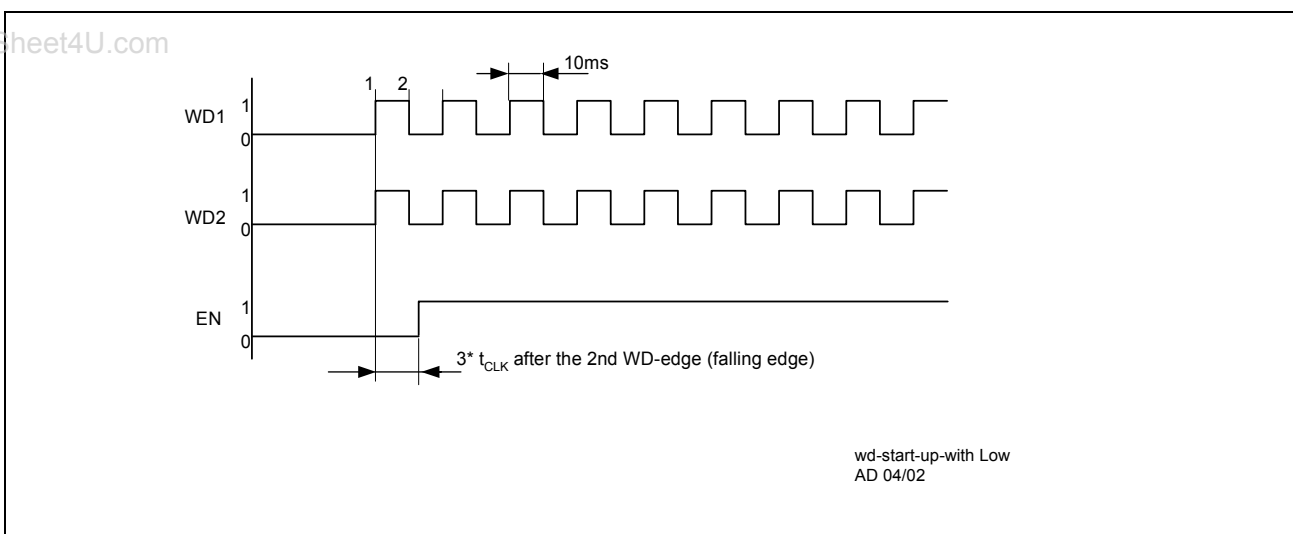 heet4U.com
10ms
1 2
WD1 1
0
WD2 1
0
EN 1
0
3* tCLK after the 2nd WD-edge (falling edge)
wd-start-up-with Low
AD 04/02